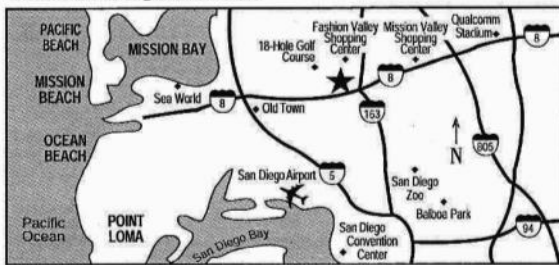 PACIFIC
BEACH
MISSION BAY
MISSION
BEACH
Sea World
OCEAN
BEACH
Pacific
Ocean
POINT
LOMA
18-Hole Golf
Course
Fashion Valley
Shopping
Center
Mission Valley
Shopping
Center
Qualcomm
Stadium
8
8
8
Old Town
163
N
805
5
San Diego Airport
San Diego
Zoo
Balboa Park
94
San Diego Bay
San Diego
Convention
Center